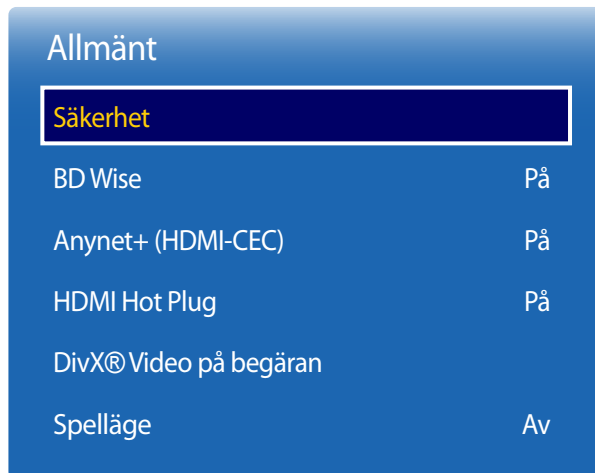 Allmänt
Säkerhet
BD Wise På
Anynet+ (HDMI-CEC) På
HDMI Hot Plug På
DivX® Video på begäran
Spelläge Av